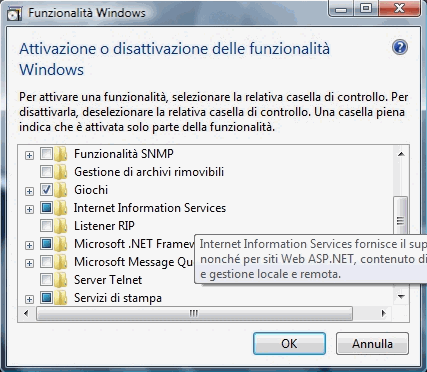 Funzionalità Windows
Attivazione o disattivazione delle funzionalità
Windows
Per attivare una funzionalità, selezionare la relativa casella di controllo. Per
disattivarla, deselezionare la relativa casella di controllo. Una casella piena
indica che è attivata solo parte della funzionalità.
Funzionalità SNMP
Gestione di archivi rimovibili
Giochi
Internet Information Services
Listener RIP
Microsoft .NET Framew
Internet Information Services fornisce il sup
Microsoft Message Qu
nonché per siti Web ASP.NET, contenuto di
Server Telnet
e gestione locale e remota.
Servizi di stampa
OK
Annulla